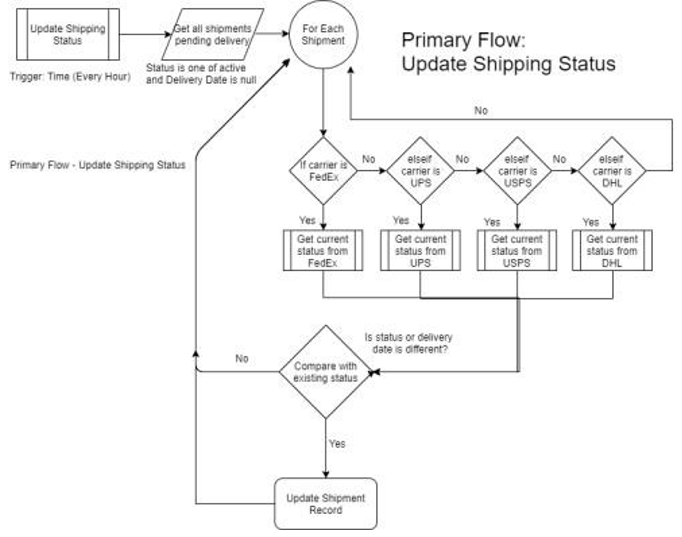 Update Shipping
Status
Get all shipments
pending delivery
For Each
Shipment
Primary Flow:
Update Shipping Status
Trigger: Time (Every Hour)
Status is one of active
and Delivery Date is null
No
Primary Flow - Update Shipping Status
If carrier is
FedEx
No
elseif
carrier is
UPS
No
elseif
carrier is
USPS
No
elseif
carrier is
DHL
Yes
Yes
Yes
Yes
Get current
status from
FedEx
Get current
status from
UPS
Get current
status from
USPS
Get current
status from
DHL
Is status or delivery
date is different?
No
Compare with
existing status
Yes
Update Shipment
Record